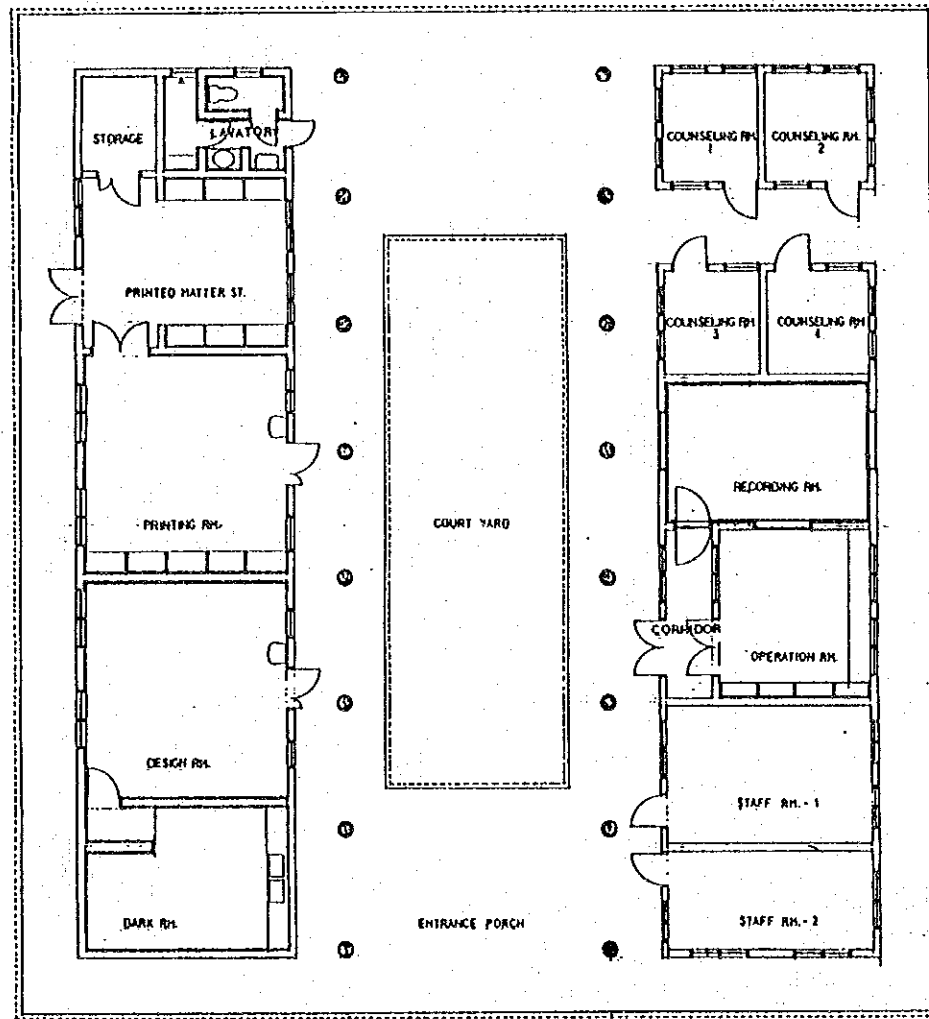 STORAGE
LAVATORY
COUNSELING RM.
1
COUNSELING RM.
2
PRINTED MATTER ST.
COUNSELING RM
3
COUNSELING RM
4
RECORDING RM.
PRINTING RM.
COURT YARD
CORRIDOR
OPERATION RM.
DESIGN RM.
STAFF RM. - 1
DARK RM.
ENTRANCE PORCH
STAFF RM. - 2